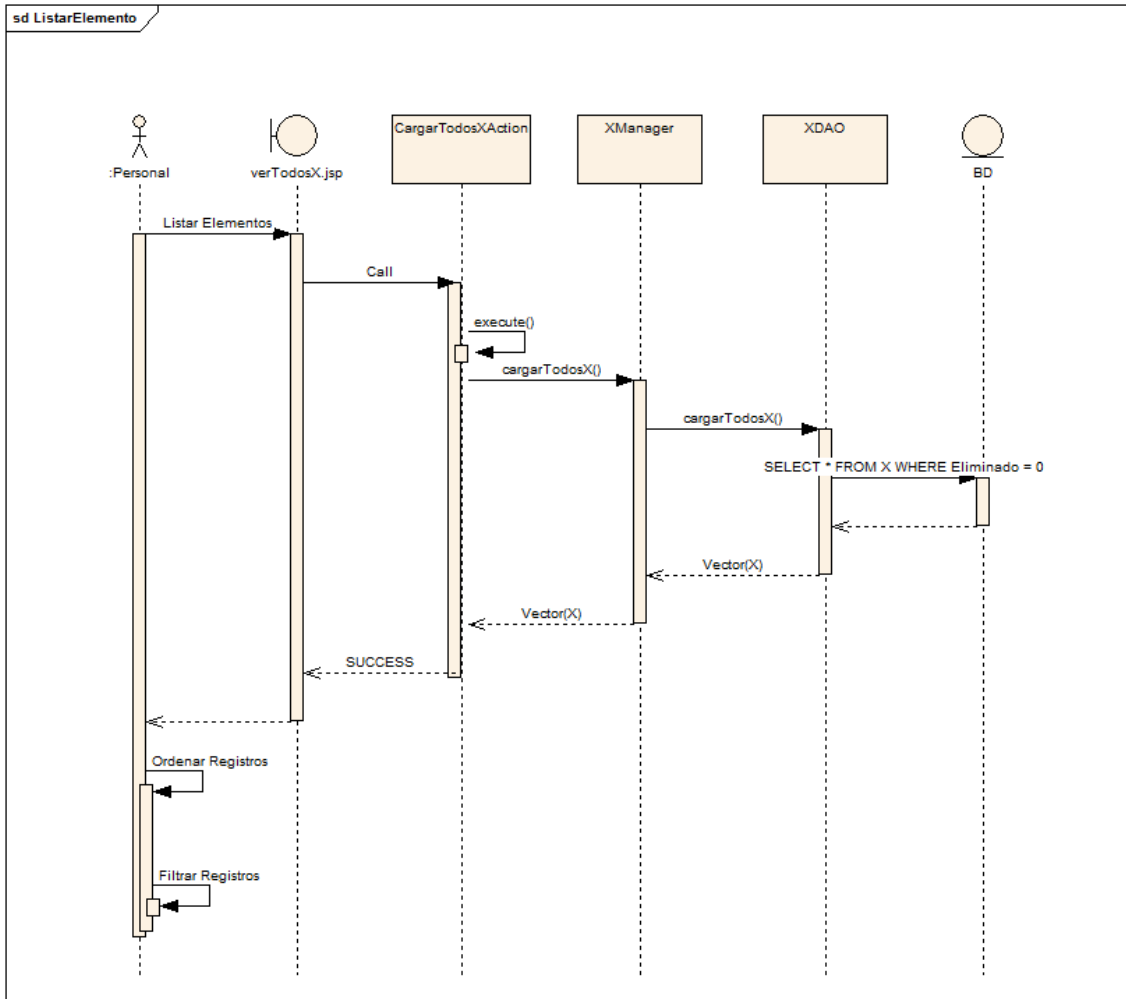 sd ListarElemento
:Personal
verTodosX.jsp
CargarTodosXAction
XManager
XDAO
BD
Listar Elementos
Call
execute()
cargarTodosX()
cargarTodosX()
SELECT * FROM X WHERE Eliminado = 0
Vector(X)
Vector(X)
SUCCESS
Ordenar Registros
Filtrar Registros